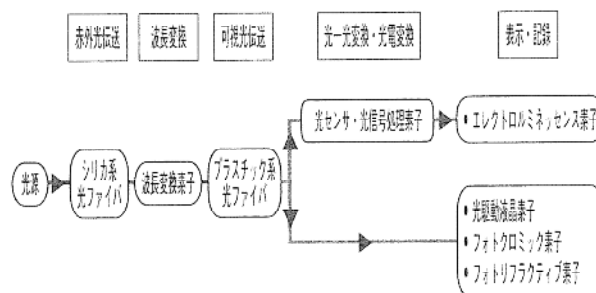 赤外光伝送
波長変換
可視光伝送
光一光変換・光電変換
表示・記録
光源
シリカ系
光ファイバ
波長変換素子
プラスチック系
光ファイバ
光センサ・光信号処理素子
• エレクトロルミネッセンス素子
• 光駆動液晶素子
• フォトクロミック素子
• フォトリフラクティブ素子